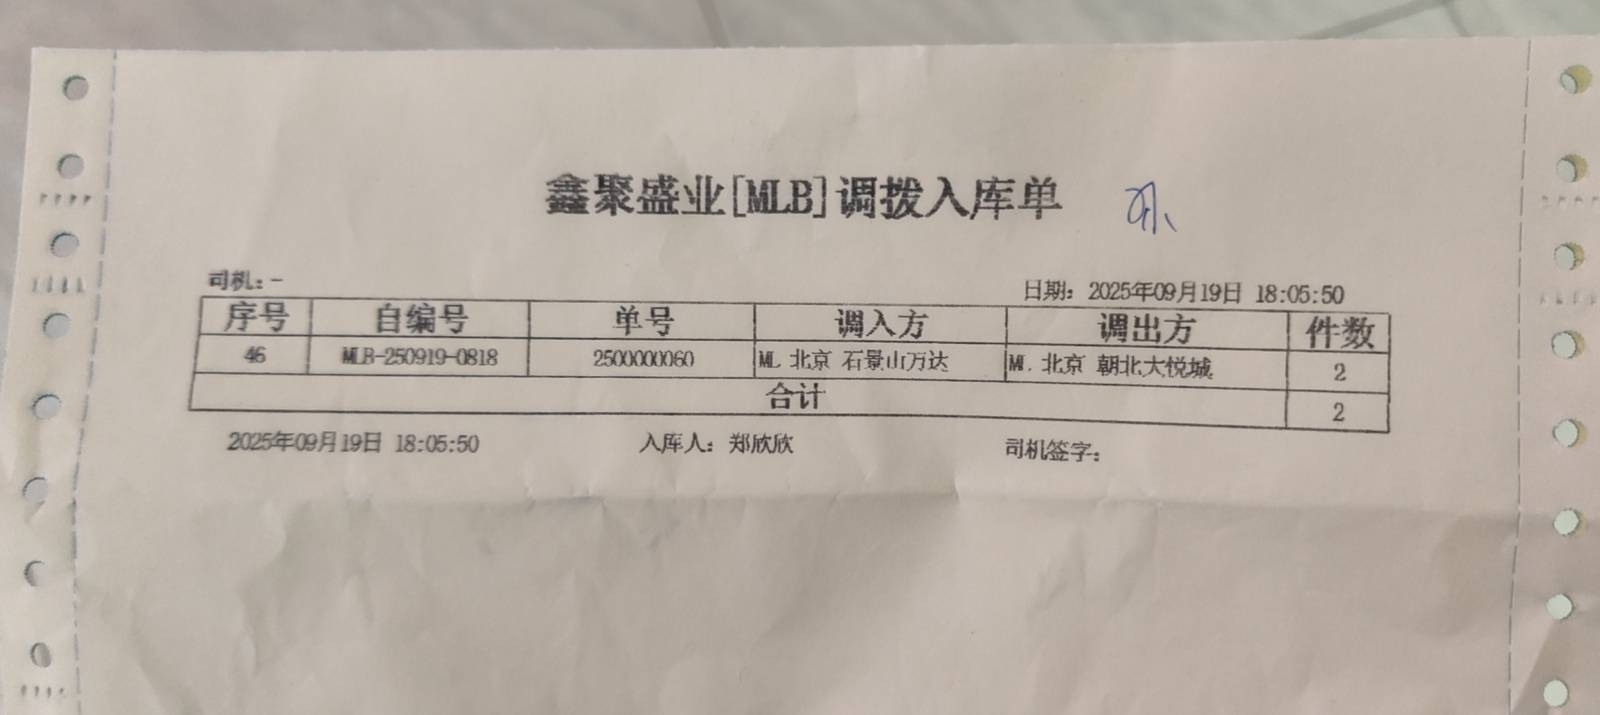 鑫聚盛业[MLB]调拨入库单
司机：- 日期：2025年09月19日 18:05:50
序号 自编号 单号 调入方 调出方 件数
46 MLB-250919-0818 2500000060 ML. 北京 石景山万达 ML. 北京 朝北大悦城 2
合计 2
2025年09月19日 18:05:50 入库人：郑欣欣 司机签字：